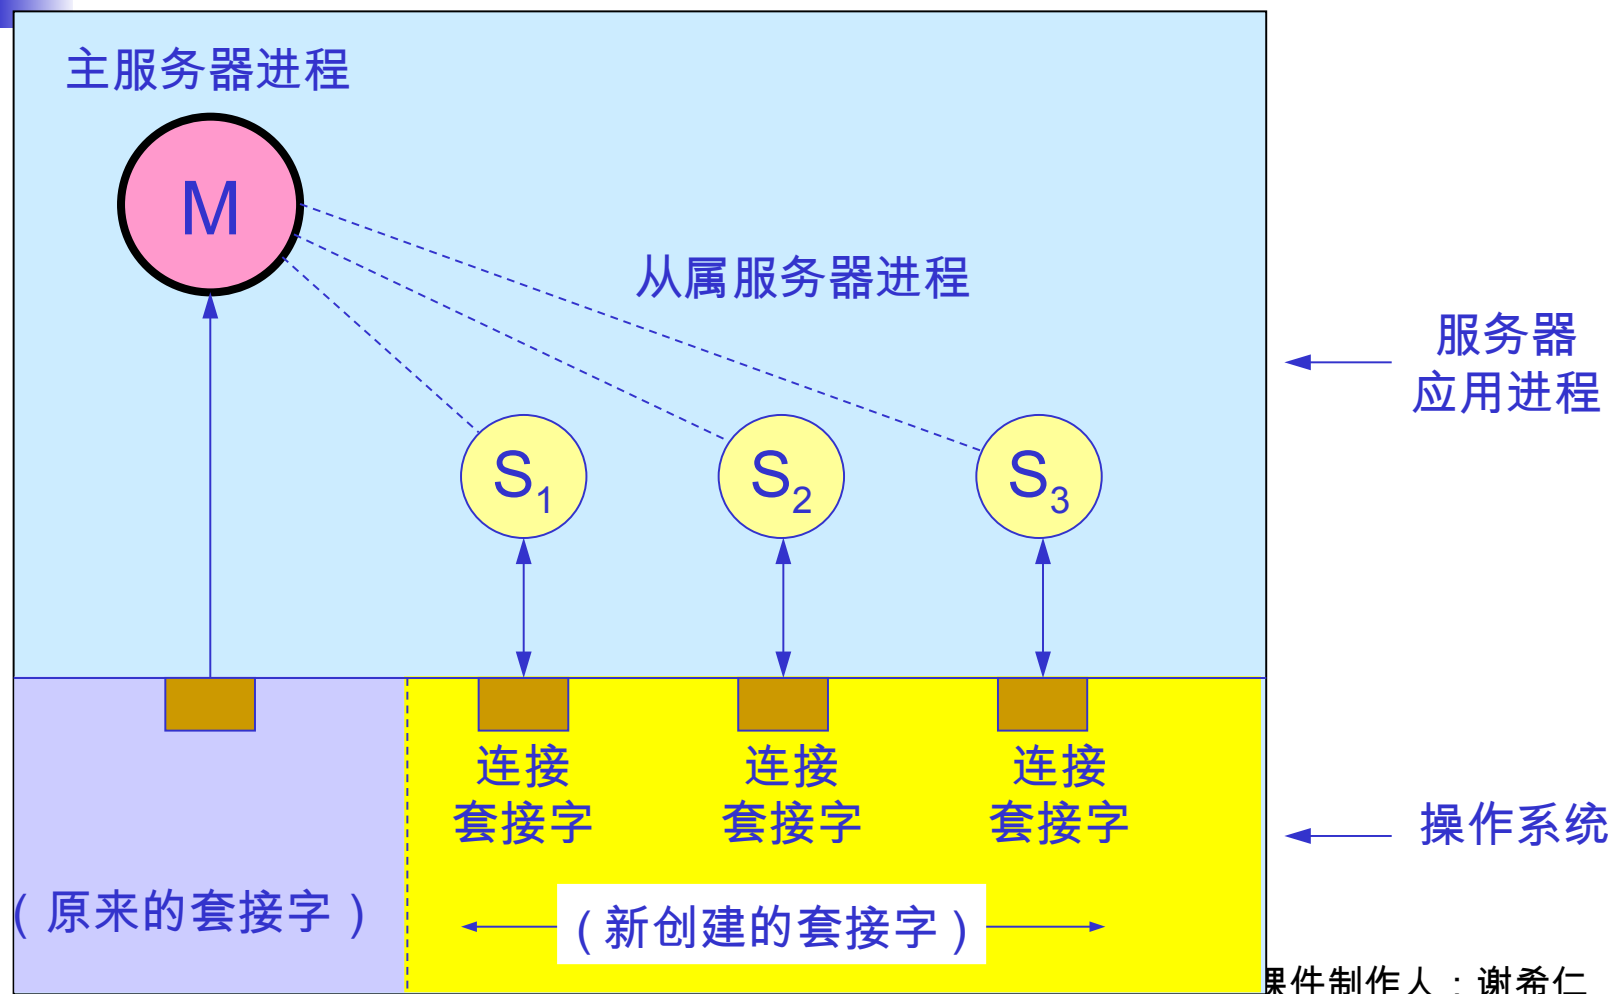 主服务器进程
M
从属服务器进程
服务器
应用进程
S1
S2
S3
连接
套接字
连接
套接字
连接
套接字
操作系统
（原来的套接字）
（新创建的套接字）
课件制作人：谢希仁